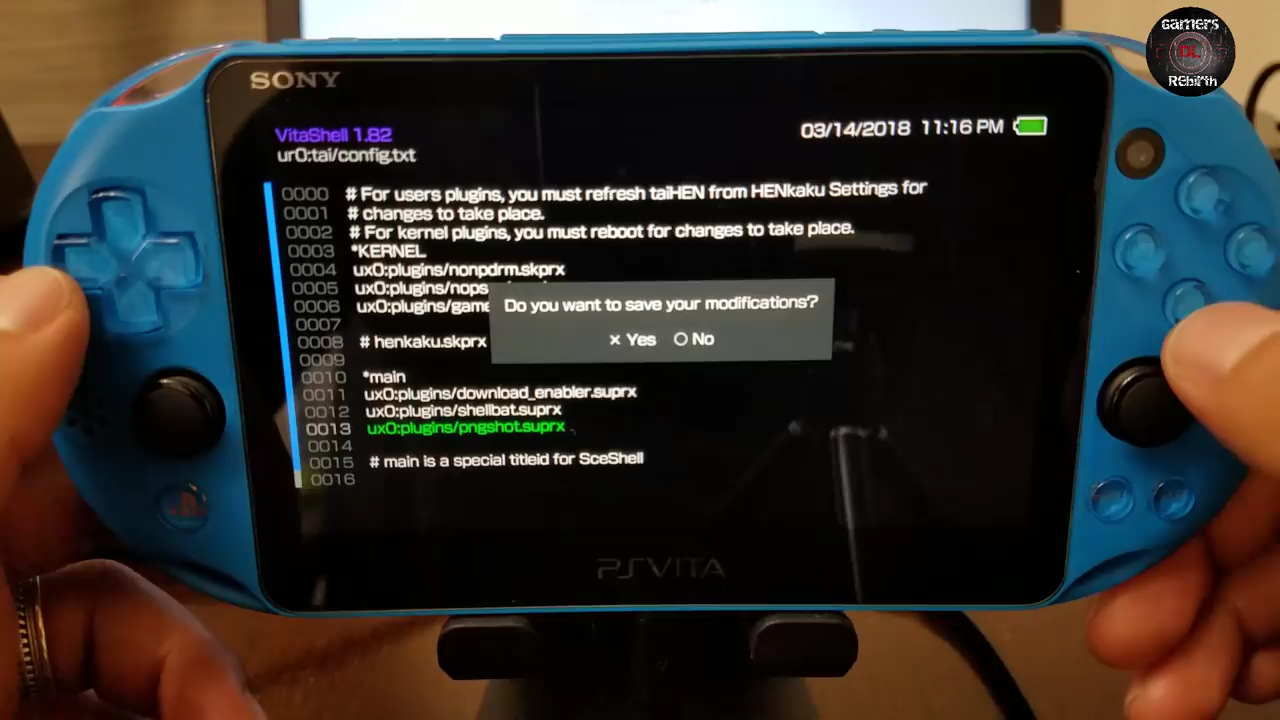 gamers
DL
REbirth
SONY
VitaShell 1.82
03/14/2018 11:16 PM
ur0:tai/config.txt
0000 # For users plugins, you must refresh taiHEN from HENkaku Settings for
0001 # changes to take place.
0002 # For kernel plugins, you must reboot for changes to take place.
0003 *KERNEL
0004 ux0:plugins/nonpdrm.skprx
0005 ux0:plugins/nops
0006 ux0:plugins/game
0007
0008 # henkaku.skprx
0009
0010 *main
0011 ux0:plugins/download_enabler.suprx
0012 ux0:plugins/shellbat.suprx
0013 ux0:plugins/pngshot.suprx
0014
0015 # main is a special titleid for SceShell
0016
Do you want to save your modifications?
× Yes ○ No
PSVITA